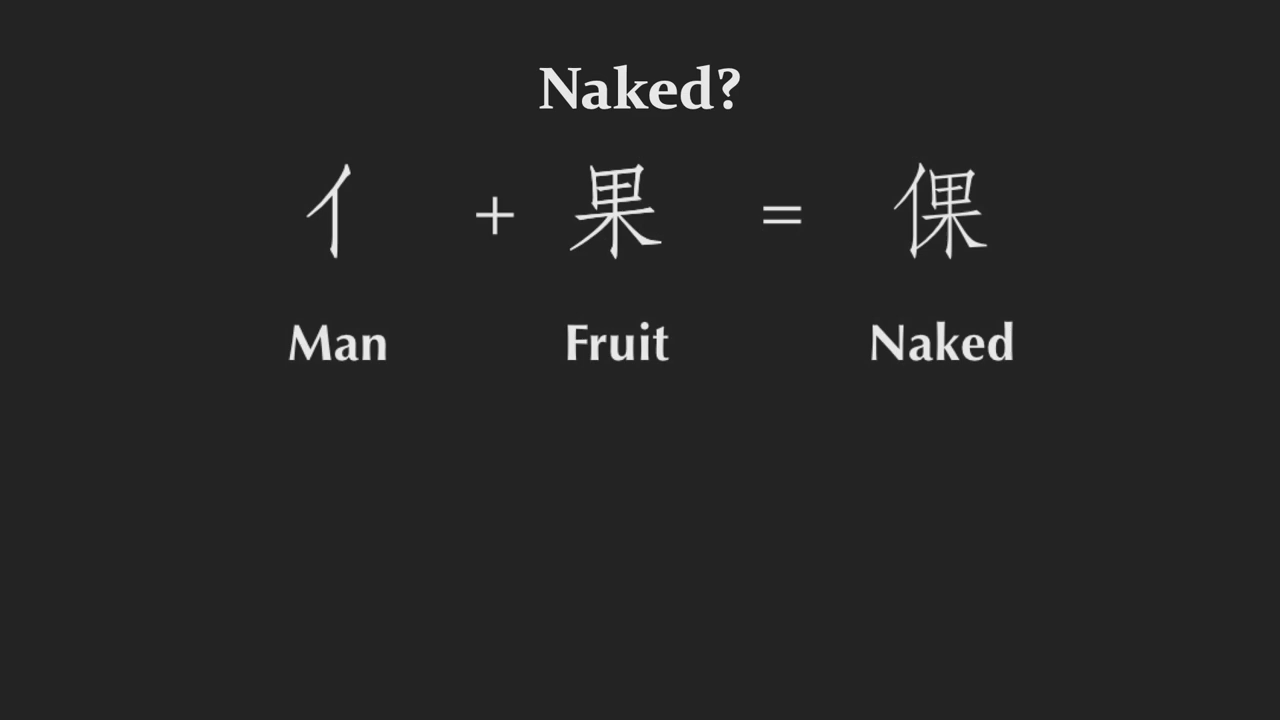 Naked?
亻 + 果 = 倮
Man Fruit Naked